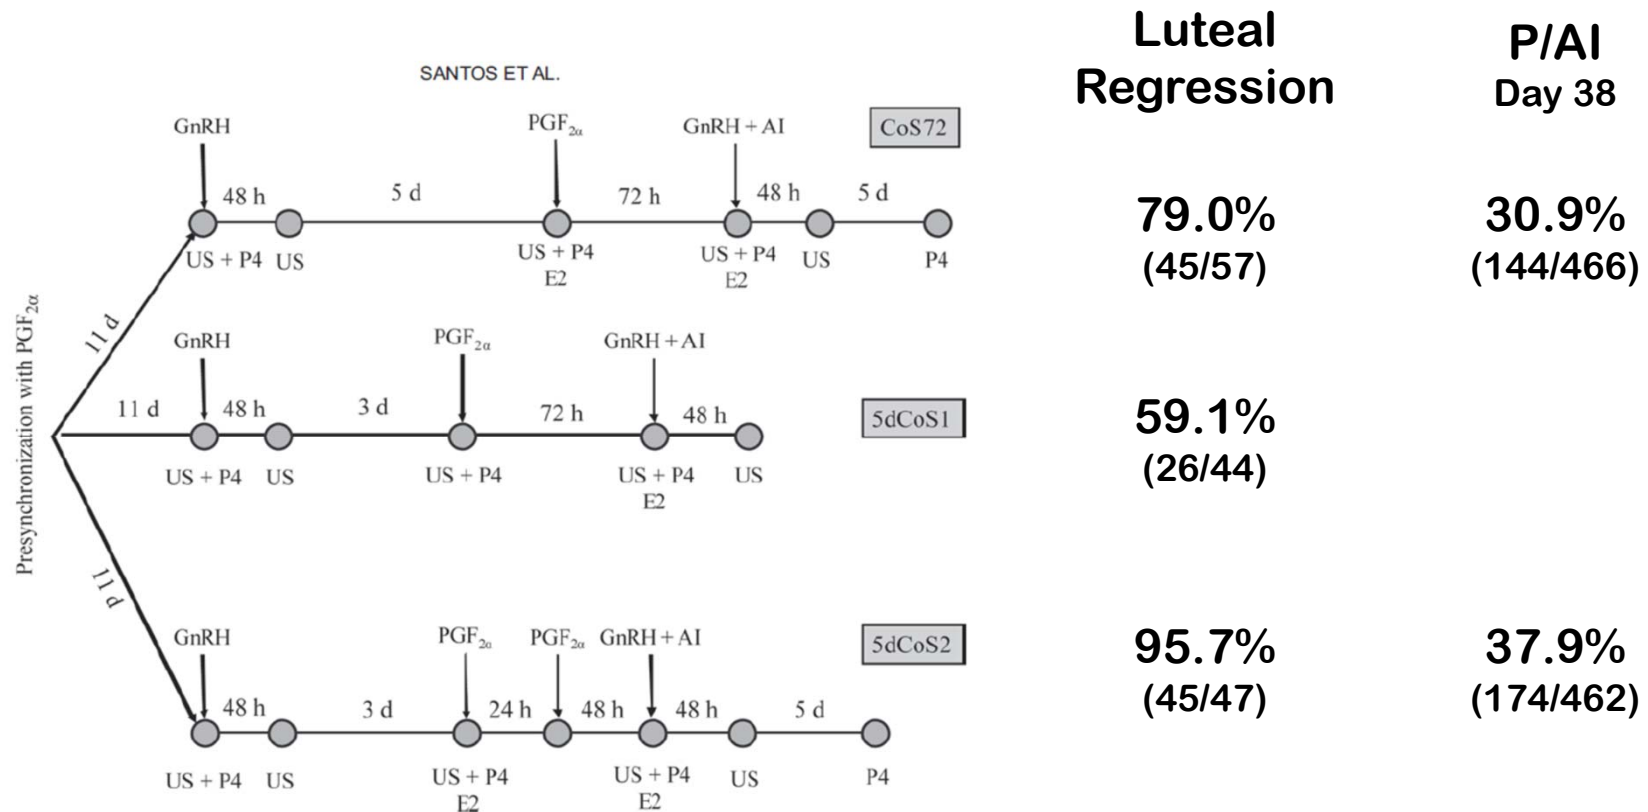 Luteal
Regression
P/AI
Day 38
SANTOS ET AL.
Presynchronization with PGF2α
GnRH
PGF2α
GnRH + AI
CoS72
11 d
48 h
5 d
72 h
48 h
5 d
US + P4
US
US + P4
E2
US + P4
E2
US
P4
79.0%
(45/57)
30.9%
(144/466)
GnRH
PGF2α
GnRH + AI
5dCoS1
11 d
48 h
3 d
72 h
48 h
US + P4
US
US + P4
US + P4
E2
US
59.1%
(26/44)
11 d
GnRH
PGF2α
PGF2α
GnRH + AI
5dCoS2
48 h
3 d
24 h
48 h
48 h
5 d
US + P4
US
US + P4
E2
US + P4
E2
US
P4
95.7%
(45/47)
37.9%
(174/462)